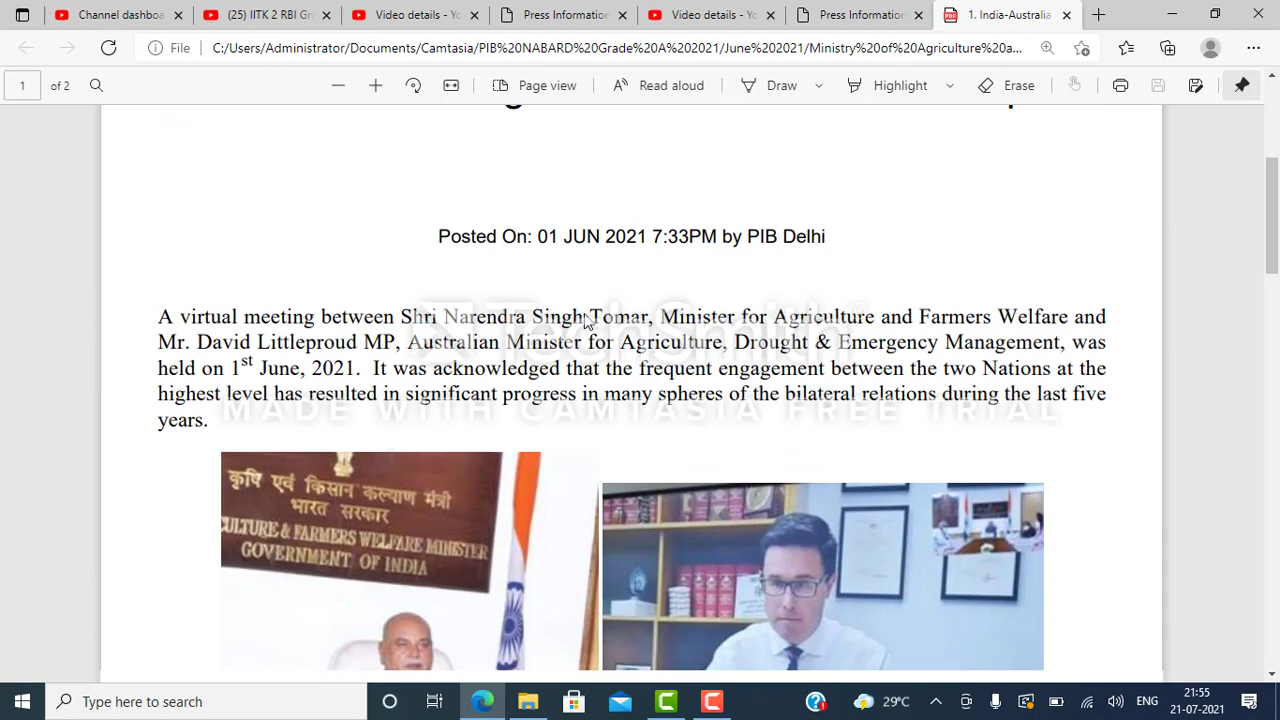 Channel dashboa
(25) IITK 2 RBI Gr
Video details - Yo
Press Information
Video details - Yo
Press Information
1. India-Australia
File
C:/Users/Administrator/Documents/Camtasia/PIB%20NABARD%20Grade%20A%202021/June%202021/Ministry%20of%20Agriculture%20a...
1 of 2
Page view
Read aloud
Draw
Highlight
Erase
Posted On: 01 JUN 2021 7:33PM by PIB Delhi
A virtual meeting between Shri Narendra Singh Tomar, Minister for Agriculture and Farmers Welfare and
Mr. David Littleproud MP, Australian Minister for Agriculture, Drought & Emergency Management, was
held on 1st June, 2021. It was acknowledged that the frequent engagement between the two Nations at the
highest level has resulted in significant progress in many spheres of the bilateral relations during the last five
years.
TechSmith
MADE WITH CAMTASIA FREE TRIAL
कृषि एवं किसान कल्याण मंत्री
भारत सरकार
CULTURE & FARMERS WELFARE MINISTER
GOVERNMENT OF INDIA
Type here to search
29°C
ENG
21:55
21-07-2021